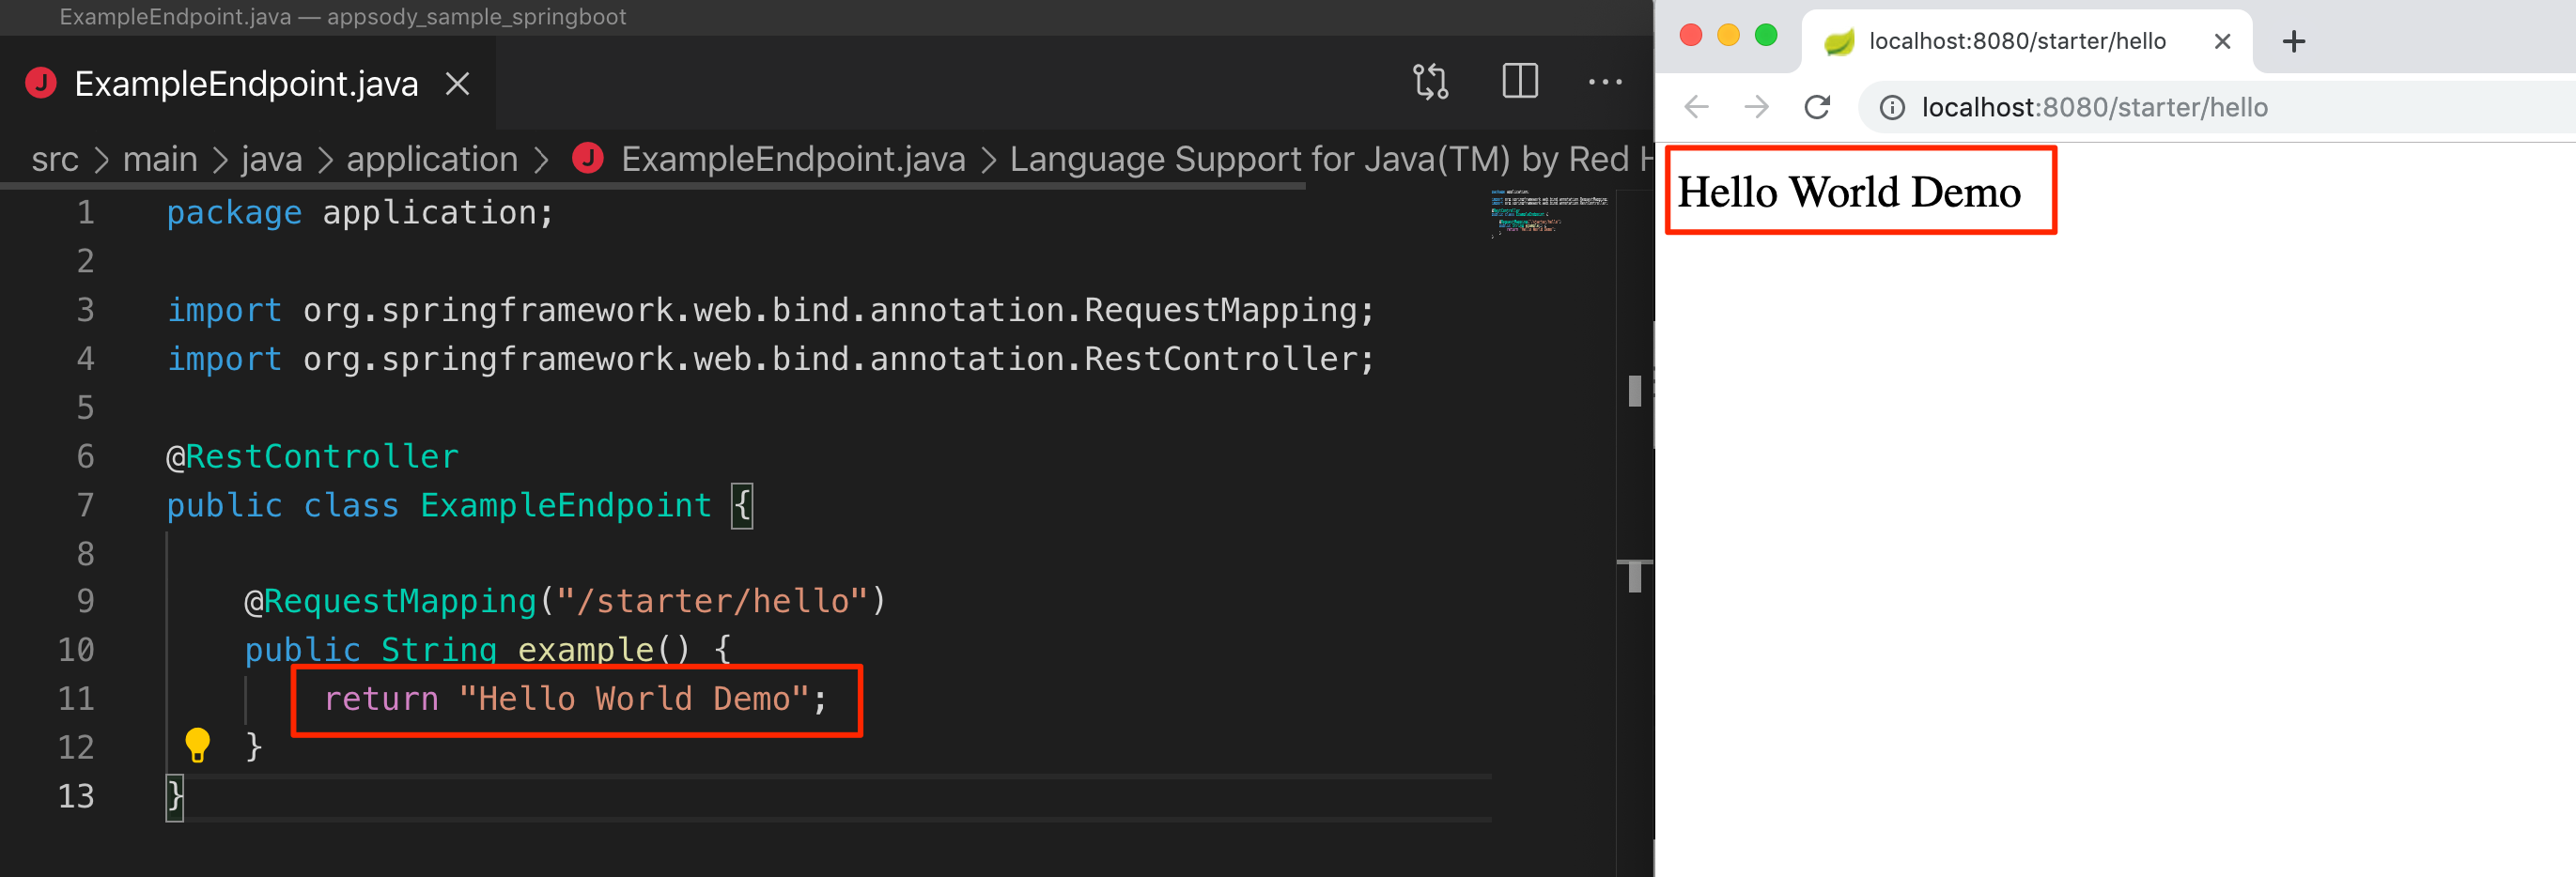 ExampleEndpoint.java — appsody_sample_springboot
J ExampleEndpoint.java
src > main > java > application > J ExampleEndpoint.java > Language Support for Java(TM) by Red H
1 package application;
2
3 import org.springframework.web.bind.annotation.RequestMapping;
4 import org.springframework.web.bind.annotation.RestController;
5
6 @RestController
7 public class ExampleEndpoint {
8
9 @RequestMapping("/starter/hello")
10 public String example() {
11 return "Hello World Demo";
12 }
13 }
localhost:8080/starter/hello
localhost:8080/starter/hello
Hello World Demo